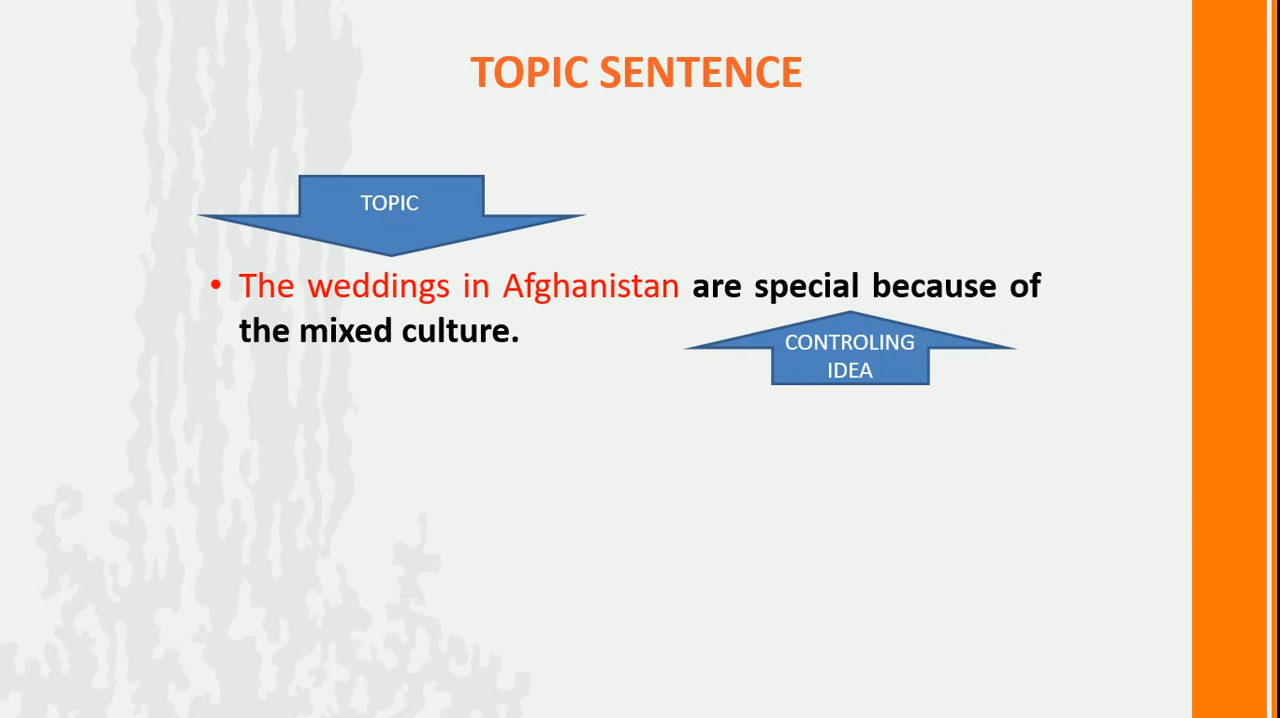 TOPIC SENTENCE
TOPIC
• The weddings in Afghanistan are special because of
the mixed culture.
CONTROLING
IDEA